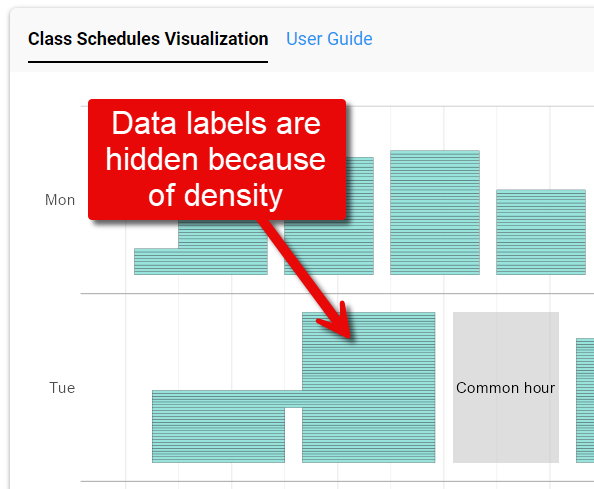 Class Schedules Visualization User Guide
Data labels are
hidden because
of density
Mon
Tue
Common hour